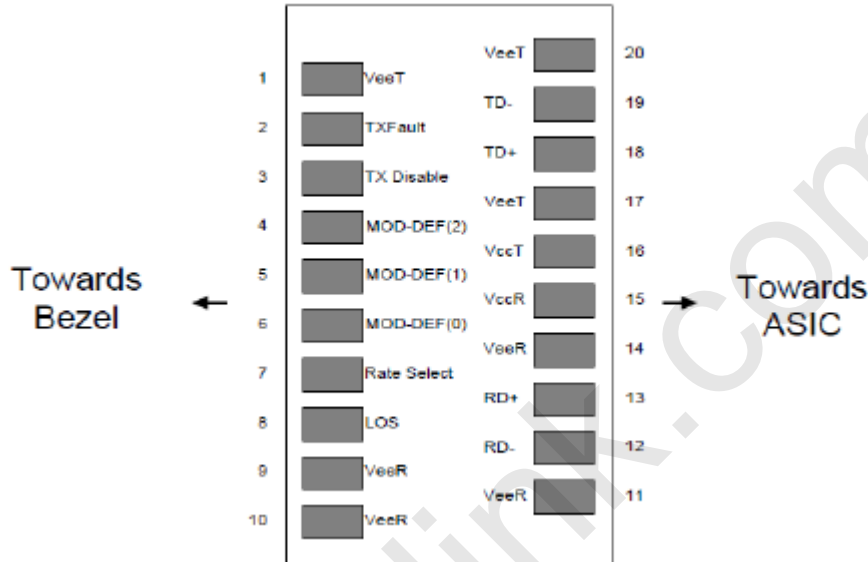 VeeT 20
1 VeeT
TD- 19
2 TXFault
TD+ 18
3 TX Disable
VeeT 17
4 MOD-DEF(2)
VccT 16
5 MOD-DEF(1)
Towards
Bezel
VccR 15
Towards
ASIC
6 MOD-DEF(0)
VeeR 14
7 Rate Select
RD+ 13
8 LOS
RD- 12
9 VeeR
VeeR 11
10 VeeR
link.com